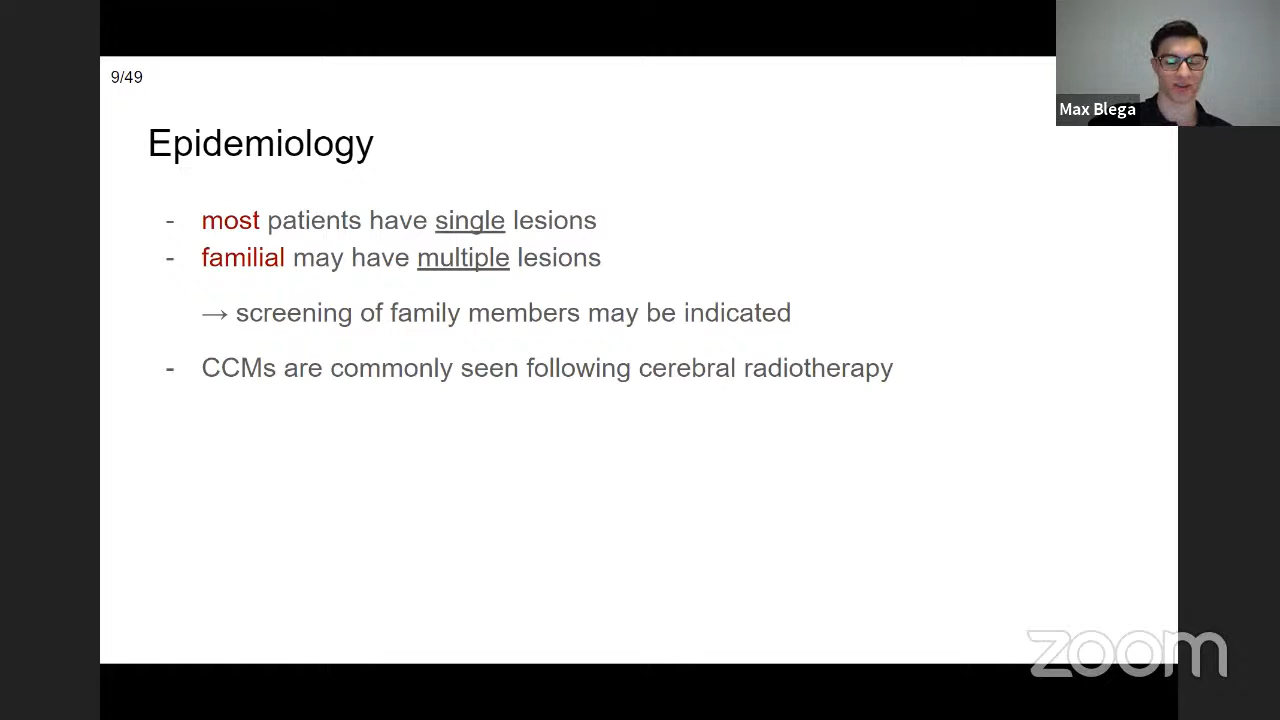 9/49
Max Blega
Epidemiology
- most patients have single lesions
- familial may have multiple lesions
→ screening of family members may be indicated
- CCMs are commonly seen following cerebral radiotherapy
zoom